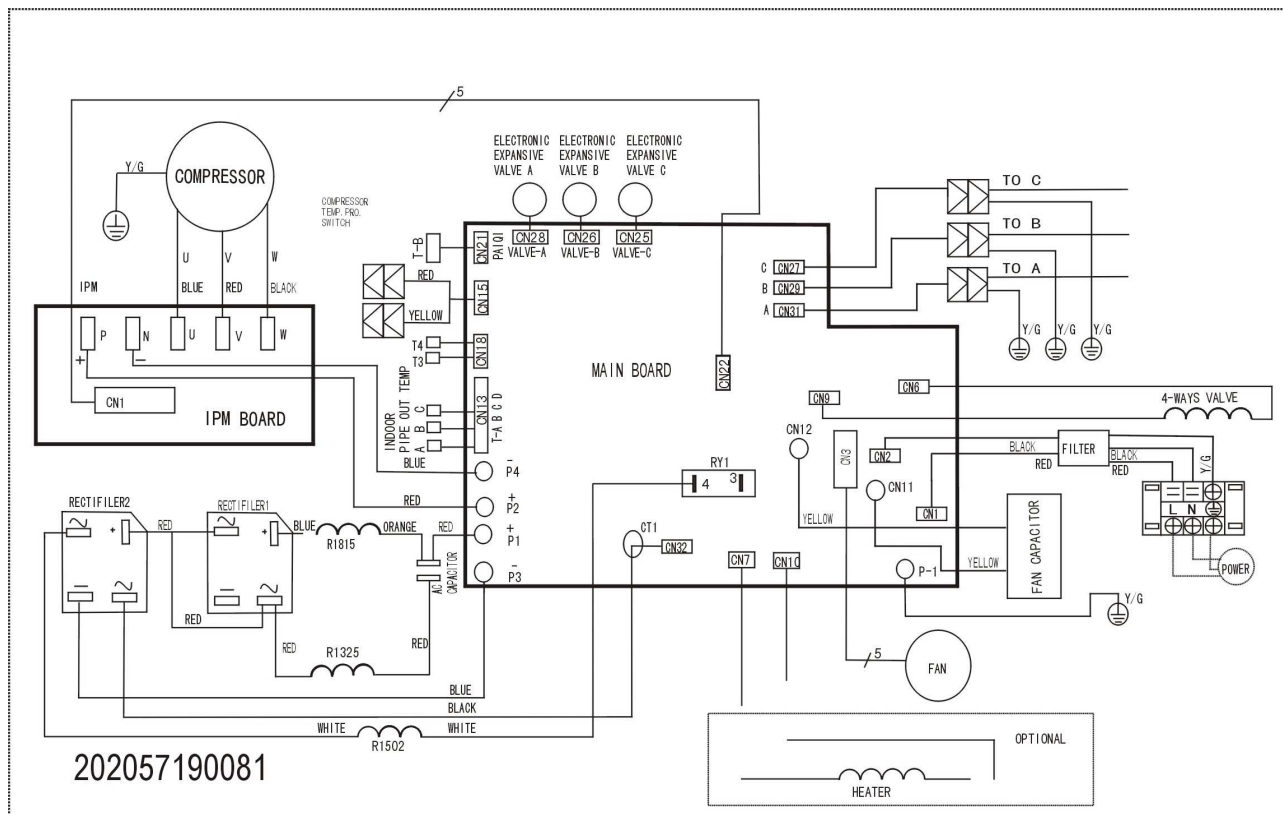 5
ELECTRONIC
EXPANSIVE
VALVE A
ELECTRONIC
EXPANSIVE
VALVE B
ELECTRONIC
EXPANSIVE
VALVE C
Y/G
COMPRESSOR
COMPRESSOR
TEMP. PRO.
SWITCH
U
V
W
BLUE
RED
BLACK
IPM
P
N
U
V
W
+
−
CN1
IPM BOARD
T-B
CN21
PAIQI
CN28
VALVE-A
CN26
VALVE-B
CN25
VALVE-C
RED
YELLOW
CN15
T4
T3
CN18
INDOOR
PIPE OUT TEMP
A
B
C
CN13
T-A B C D
MAIN BOARD
CN22
C
CN27
B
CN29
A
CN31
TO C
TO B
TO A
Y/G
Y/G
Y/G
CN6
CN9
4-WAYS VALVE
CN12
CN3
CN2
CN11
CN1
BLACK
RED
FILTER
BLACK
RED
Y/G
L
N
POWER
BLUE
−
P4
RED
+
P2
RED
+
P1
−
P3
RY1
4
3
CT1
CN32
CN7
CN10
P-1
YELLOW
YELLOW
FAN CAPACITOR
Y/G
5
FAN
RECTIFILER2
+
RED
RECTIFILER1
+
BLUE
R1815
ORANGE
AC
CAPACITOR
RED
RED
R1325
RED
BLUE
BLACK
WHITE
R1502
WHITE
202057190081
OPTIONAL
HEATER